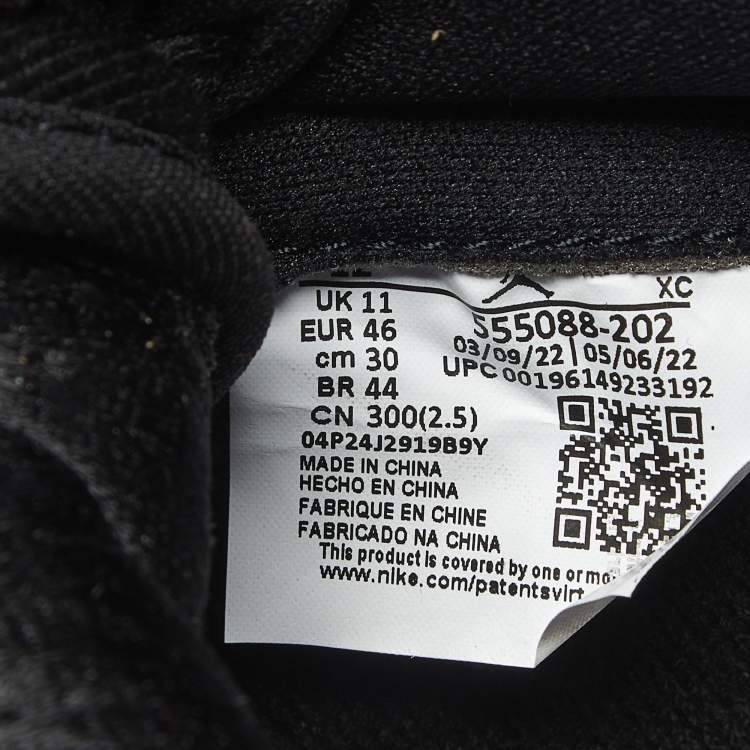 XC
UK 11
EUR 46
cm 30
BR 44
CN 300(2.5)
04P24J2919B9Y
MADE IN CHINA
HECHO EN CHINA
FABRIQUE EN CHINE
FABRICADO NA CHINA
This product is covered by one or
www.nike.com/patentsvirt
555088-202
03/09/22 | 05/06/22
UPC 00196149233192